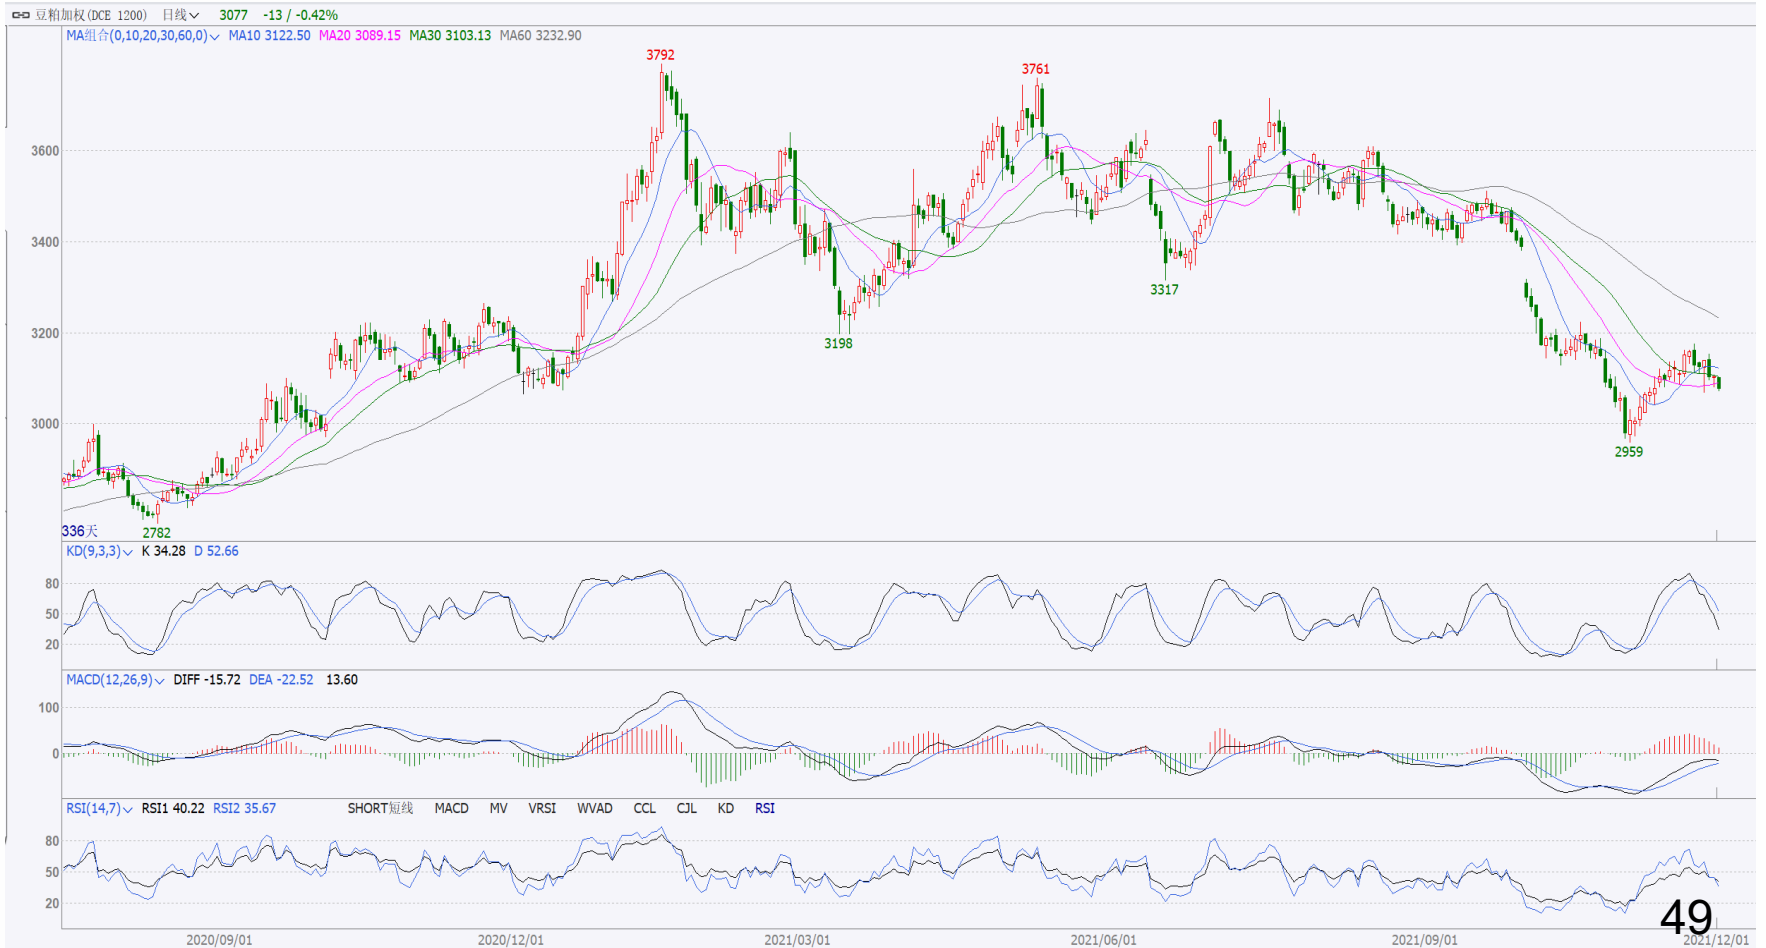 豆粕加权(DCE 1200) 日线 3077 -13 / -0.42%
MA组合(0,10,20,30,60,0) MA10 3122.50 MA20 3089.15 MA30 3103.13 MA60 3232.90
3792
3761
3600
3400
3317
3200
3198
3000
2959
336天
2782
KD(9,3,3) K 34.28 D 52.66
80
50
20
MACD(12,26,9) DIFF -15.72 DEA -22.52 13.60
100
0
RSI(14,7) RSI1 40.22 RSI2 35.67 SHORT短线 MACD MV VRSI WVAD CCL CJL KD RSI
80
50
20
49
2020/09/01 2020/12/01 2021/03/01 2021/06/01 2021/09/01 2021/12/01